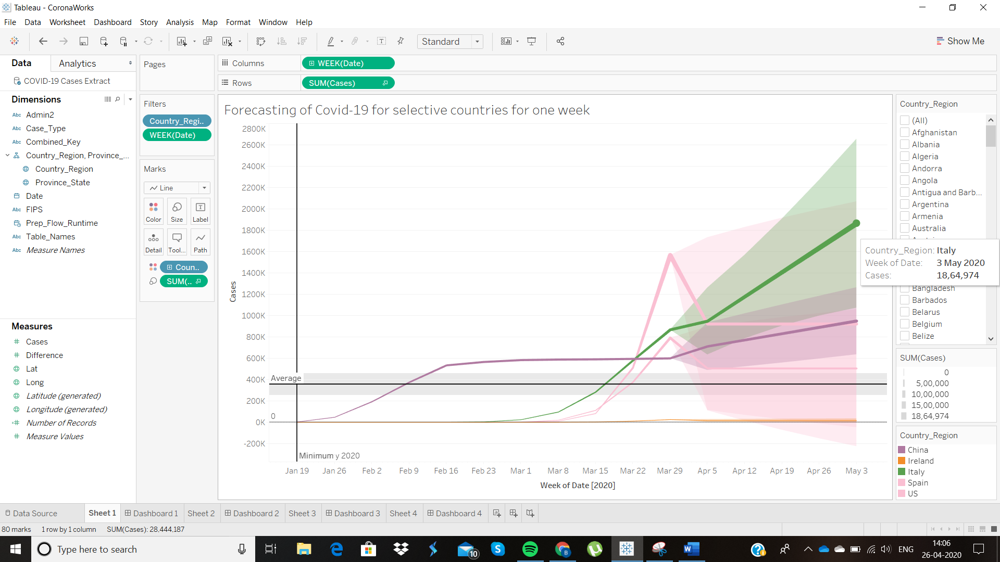 Tableau - CoronaWorks
File Data Worksheet Dashboard Story Analysis Map Format Window Help
Standard
Show Me
Data Analytics
COVID-19 Cases Extract
Dimensions
Abc Admin2
Abc Case_Type
Abc Combined_Key
Country_Region, Province_...
Country_Region
Province_State
Date
Abc FIPS
Prep_Flow_Runtime
Abc Table_Names
Abc Measure Names
Measures
Cases
Difference
Lat
Long
Latitude (generated)
Longitude (generated)
Number of Records
Measure Values
Pages
Filters
Country_Regi..
WEEK(Date)
Marks
Line
Color Size Label
Detail Tool... Path
Coun..
SUM(..
Columns WEEK(Date)
Rows SUM(Cases)
Forecasting of Covid-19 for selective countries for one week
2800K
2600K
2400K
2200K
2000K
1800K
1600K
1400K
1200K
1000K
800K
600K
400K
200K
0K
-200K
Cases
Average
0
Minimum y 2020
Jan 19 Jan 26 Feb 2 Feb 9 Feb 16 Feb 23 Mar 1 Mar 8 Mar 15 Mar 22 Mar 29 Apr 5 Apr 12 Apr 19 Apr 26 May 3
Week of Date [2020]
Country_Region: Italy
Week of Date: 3 May 2020
Cases: 18,64,974
Country_Region
(All)
Afghanistan
Albania
Algeria
Andorra
Angola
Antigua and Barb...
Argentina
Armenia
Australia
Bangladesh
Barbados
Belarus
Belgium
Belize
SUM(Cases)
0
5,00,000
10,00,000
15,00,000
18,64,974
Country_Region
China
Ireland
Italy
Spain
US
Data Source Sheet 1 Dashboard 1 Sheet 2 Dashboard 2 Sheet 3 Dashboard 3 Sheet 4 Dashboard 4
80 marks 1 row by 1 column SUM(Cases): 28,444,187
Type here to search
10
ENG
14:06
26-04-2020